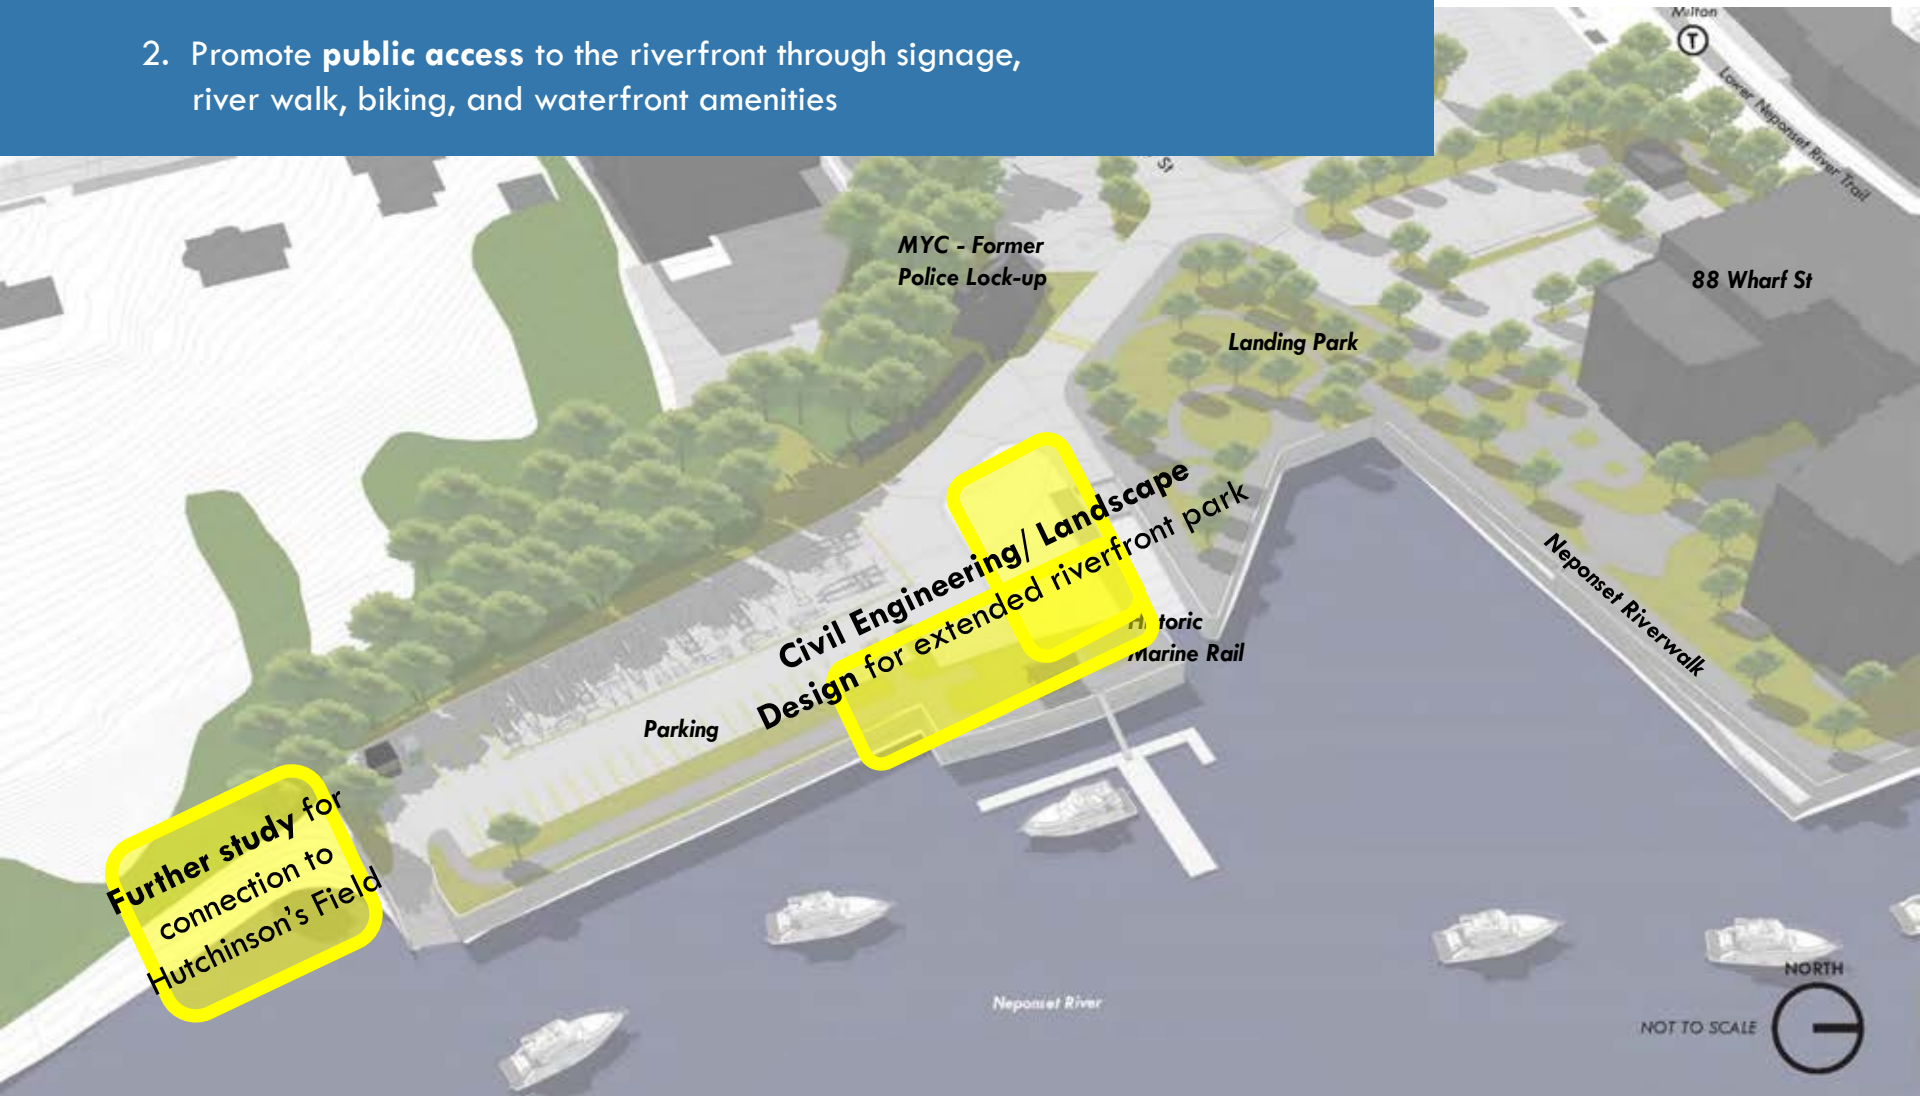 2. Promote public access to the riverfront through signage,
river walk, biking, and waterfront amenities
Milton
T
Lower Neponset River Trail
St
MYC - Former
Police Lock-up
88 Wharf St
Landing Park
Civil Engineering/ Landscape
Design for extended riverfront park
Neponset Riverwalk
Historic
Marine Rail
Parking
Further study for
connection to
Hutchinson's Field
Neponset River
NORTH
NOT TO SCALE